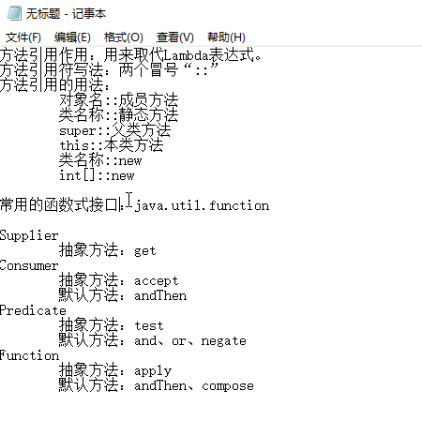 无标题 - 记事本
文件(F) 编辑(E) 格式(O) 查看(V) 帮助(H)
方法引用作用：用来取代Lambda表达式。
方法引用符写法：两个冒号“::”
方法引用的用法：
对象名::成员方法
类名称::静态方法
super::父类方法
this::本类方法
类名称::new
int[]::new
常用的函数式接口：java.util.function
Supplier
抽象方法：get
Consumer
抽象方法：accept
默认方法：andThen
Predicate
抽象方法：test
默认方法：and、or、negate
Function
抽象方法：apply
默认方法：andThen、compose